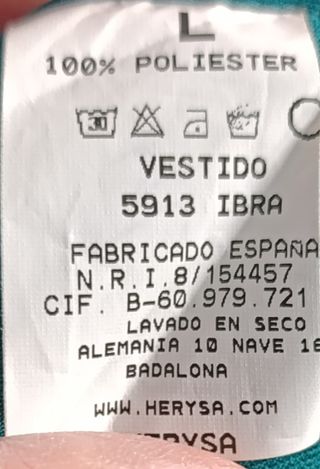 L
100% POLIESTER
30
VESTIDO
5913 IBRA
FABRICADO ESPAÑA
N.R.I.8/154457
CIF. B-60.979.721
LAVADO EN SECO
ALEMANIA 10 NAVE 16
BADALONA
WWW.HERYSA.COM
HERYSA